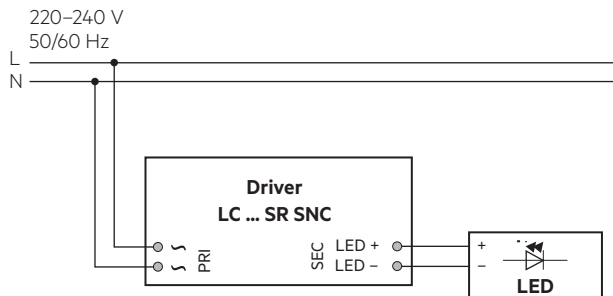 220–240 V
50/60 Hz
L
N
Driver
LC ... SR SNC
~ PRI SEC LED + +
~ LED – –
LED